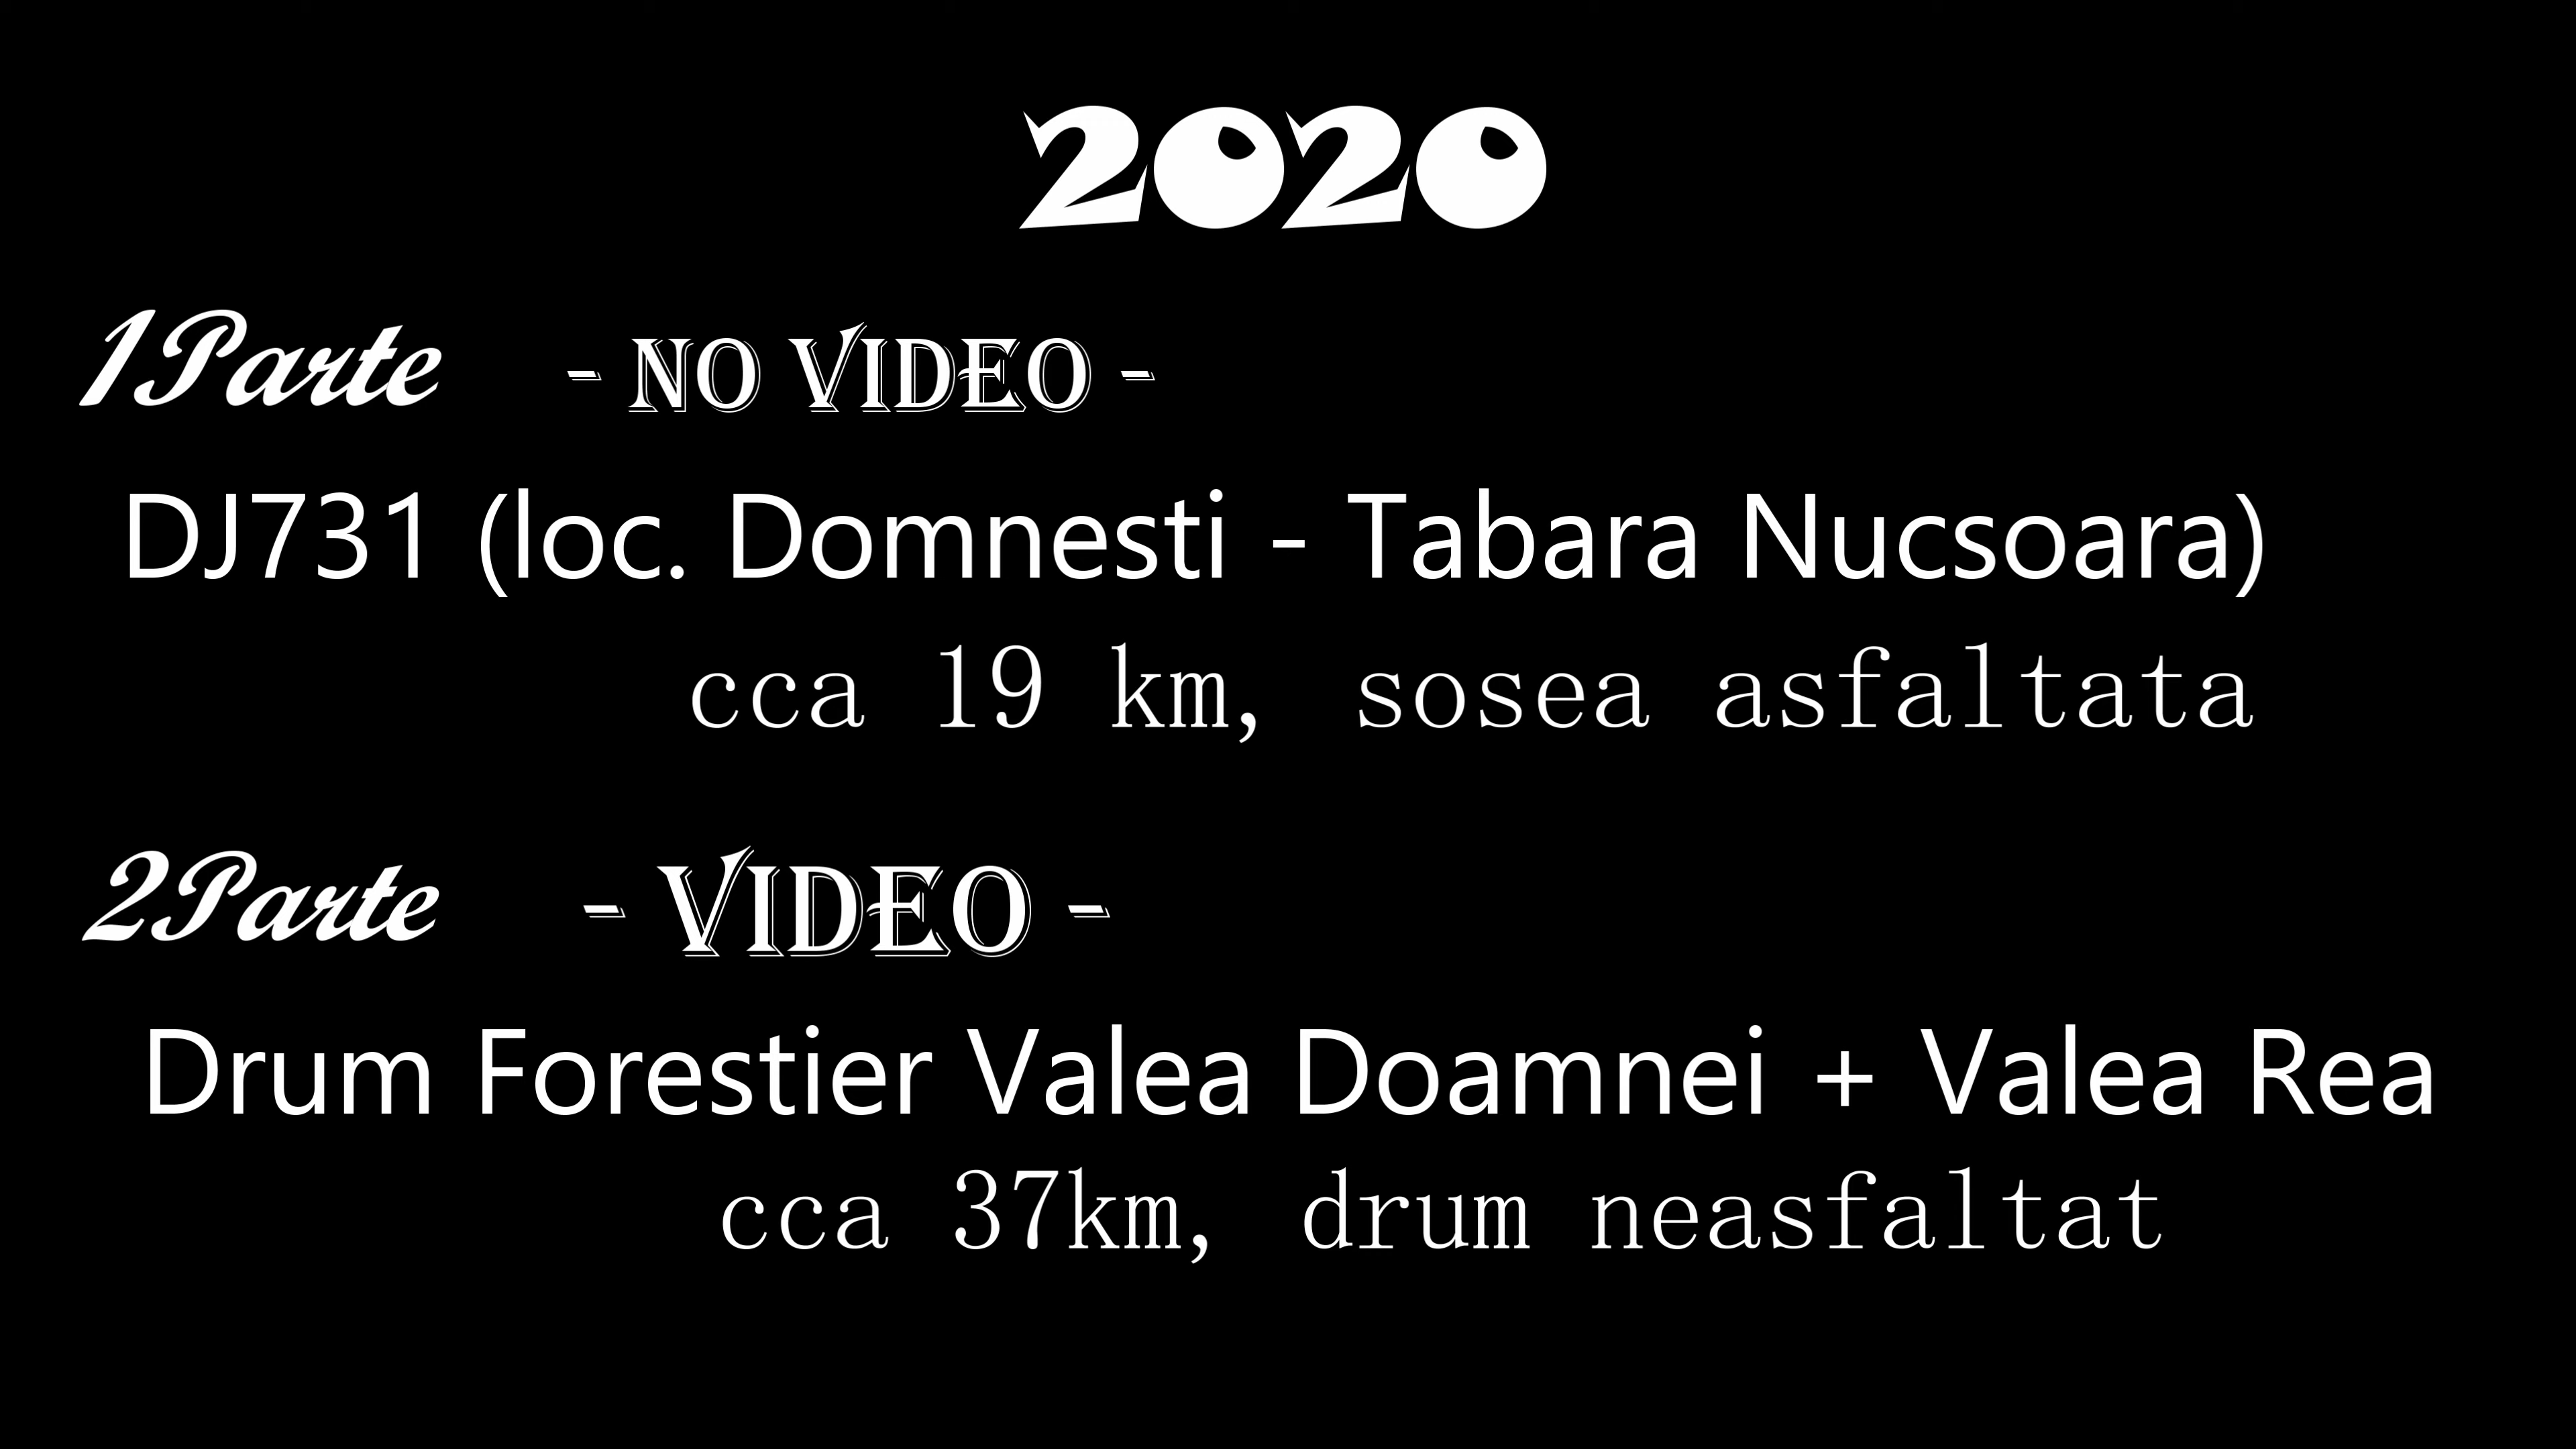 2020
1Parte - NO VIDEO -
DJ731 (loc. Domnesti - Tabara Nucsoara)
cca 19 km, sosea asfaltata
2Parte - VIDEO -
Drum Forestier Valea Doamnei + Valea Rea
cca 37km, drum neasfaltat